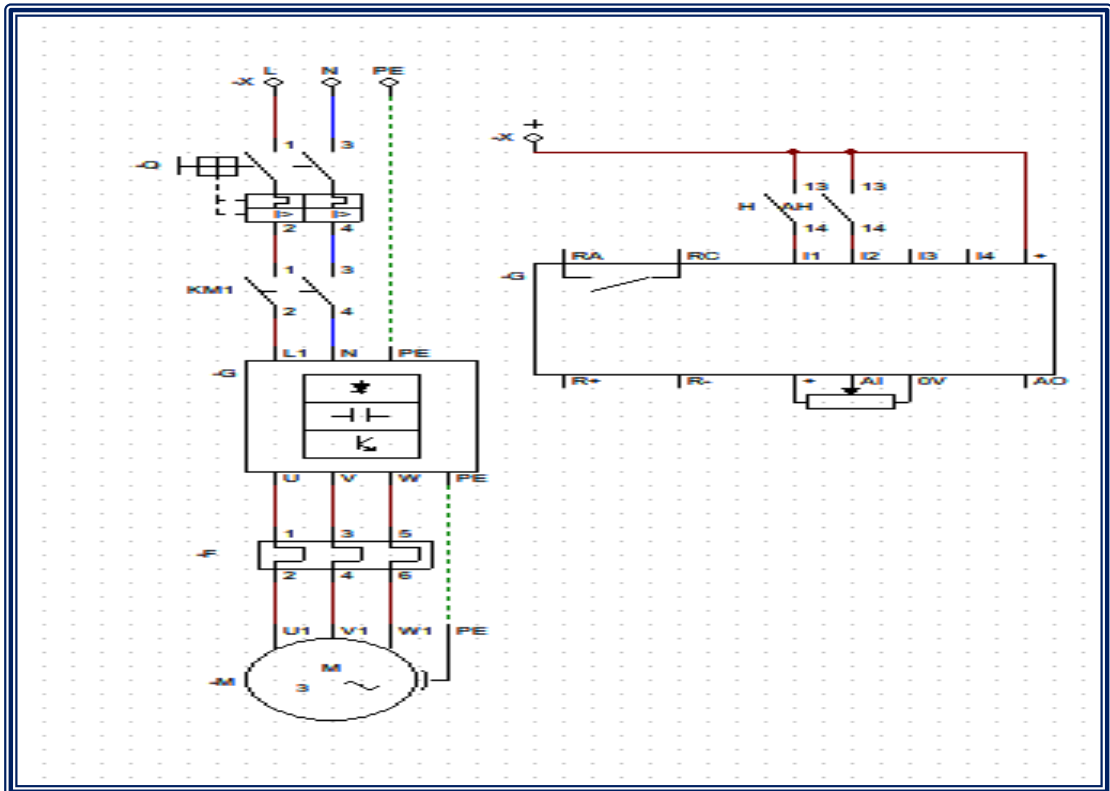 L N PE
-X
+
-X
1 3
-Q
I> I>
2 4
13 13
H AH
14 14
1 3
KM1
2 4
RA RC I1 I2 I3 I4 +
-G
L1 N PE
-G
R+ R- + AI 0V AO
U V W PE
1 3 5
-F
2 4 6
U1 V1 W1 PE
M
-M
3 ~